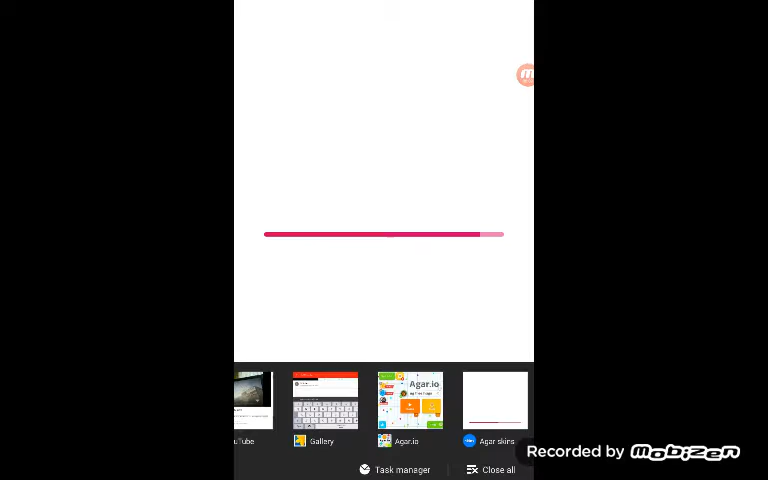 Agar.io
uTube
Gallery
Agar.io
Agar skins
Task manager
Close all
Recorded by mobizen